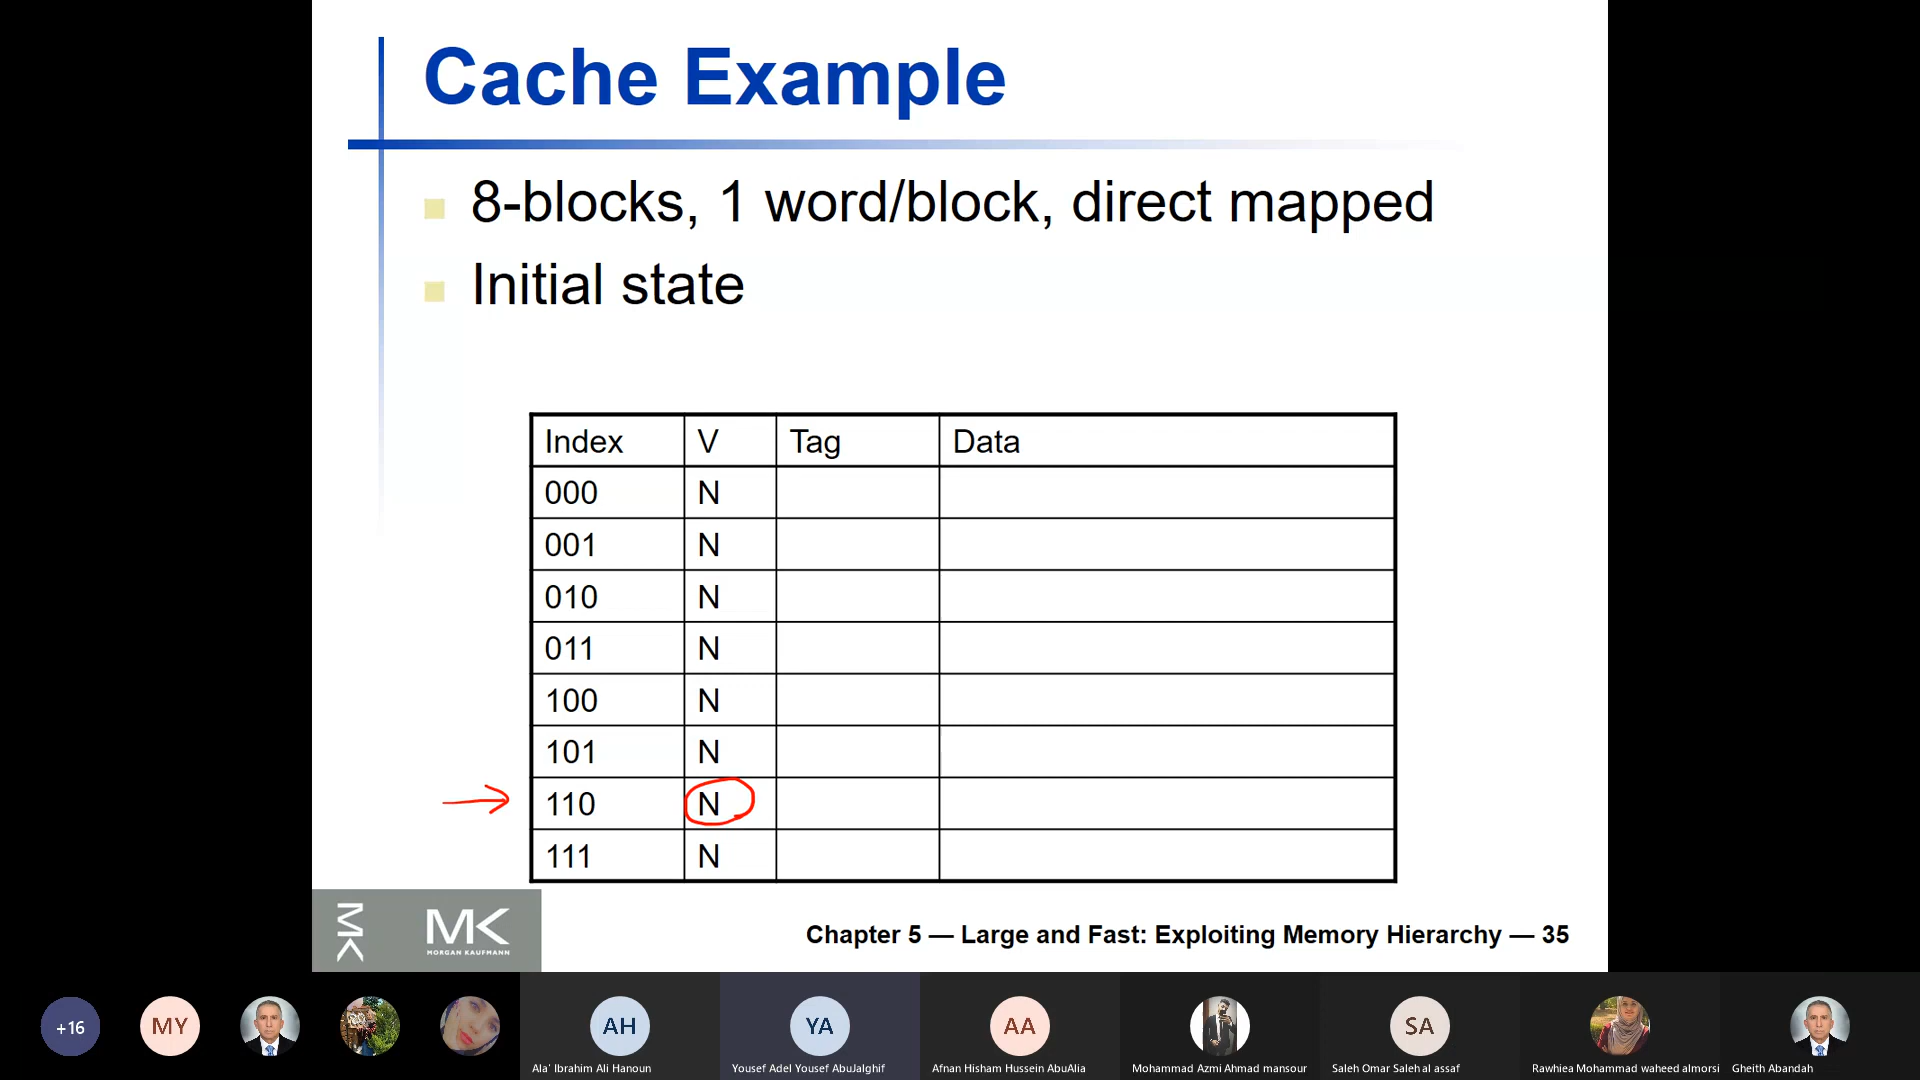 Cache Example
8-blocks, 1 word/block, direct mapped
Initial state
Index V Tag Data
000 N
001 N
010 N
011 N
100 N
101 N
110 N
111 N
MK
MK
MORGAN KAUFMANN
Chapter 5 — Large and Fast: Exploiting Memory Hierarchy — 35
+16 MY AH YA AA SA
Ala' Ibrahim Ali Hanoun Yousef Adel Yousef AbuJalghif Afnan Hisham Hussein AbuAlia Mohammad Azmi Ahmad mansour Saleh Omar Saleh al assaf Rawhiea Mohammad waheed almorsi Gheith Abandah